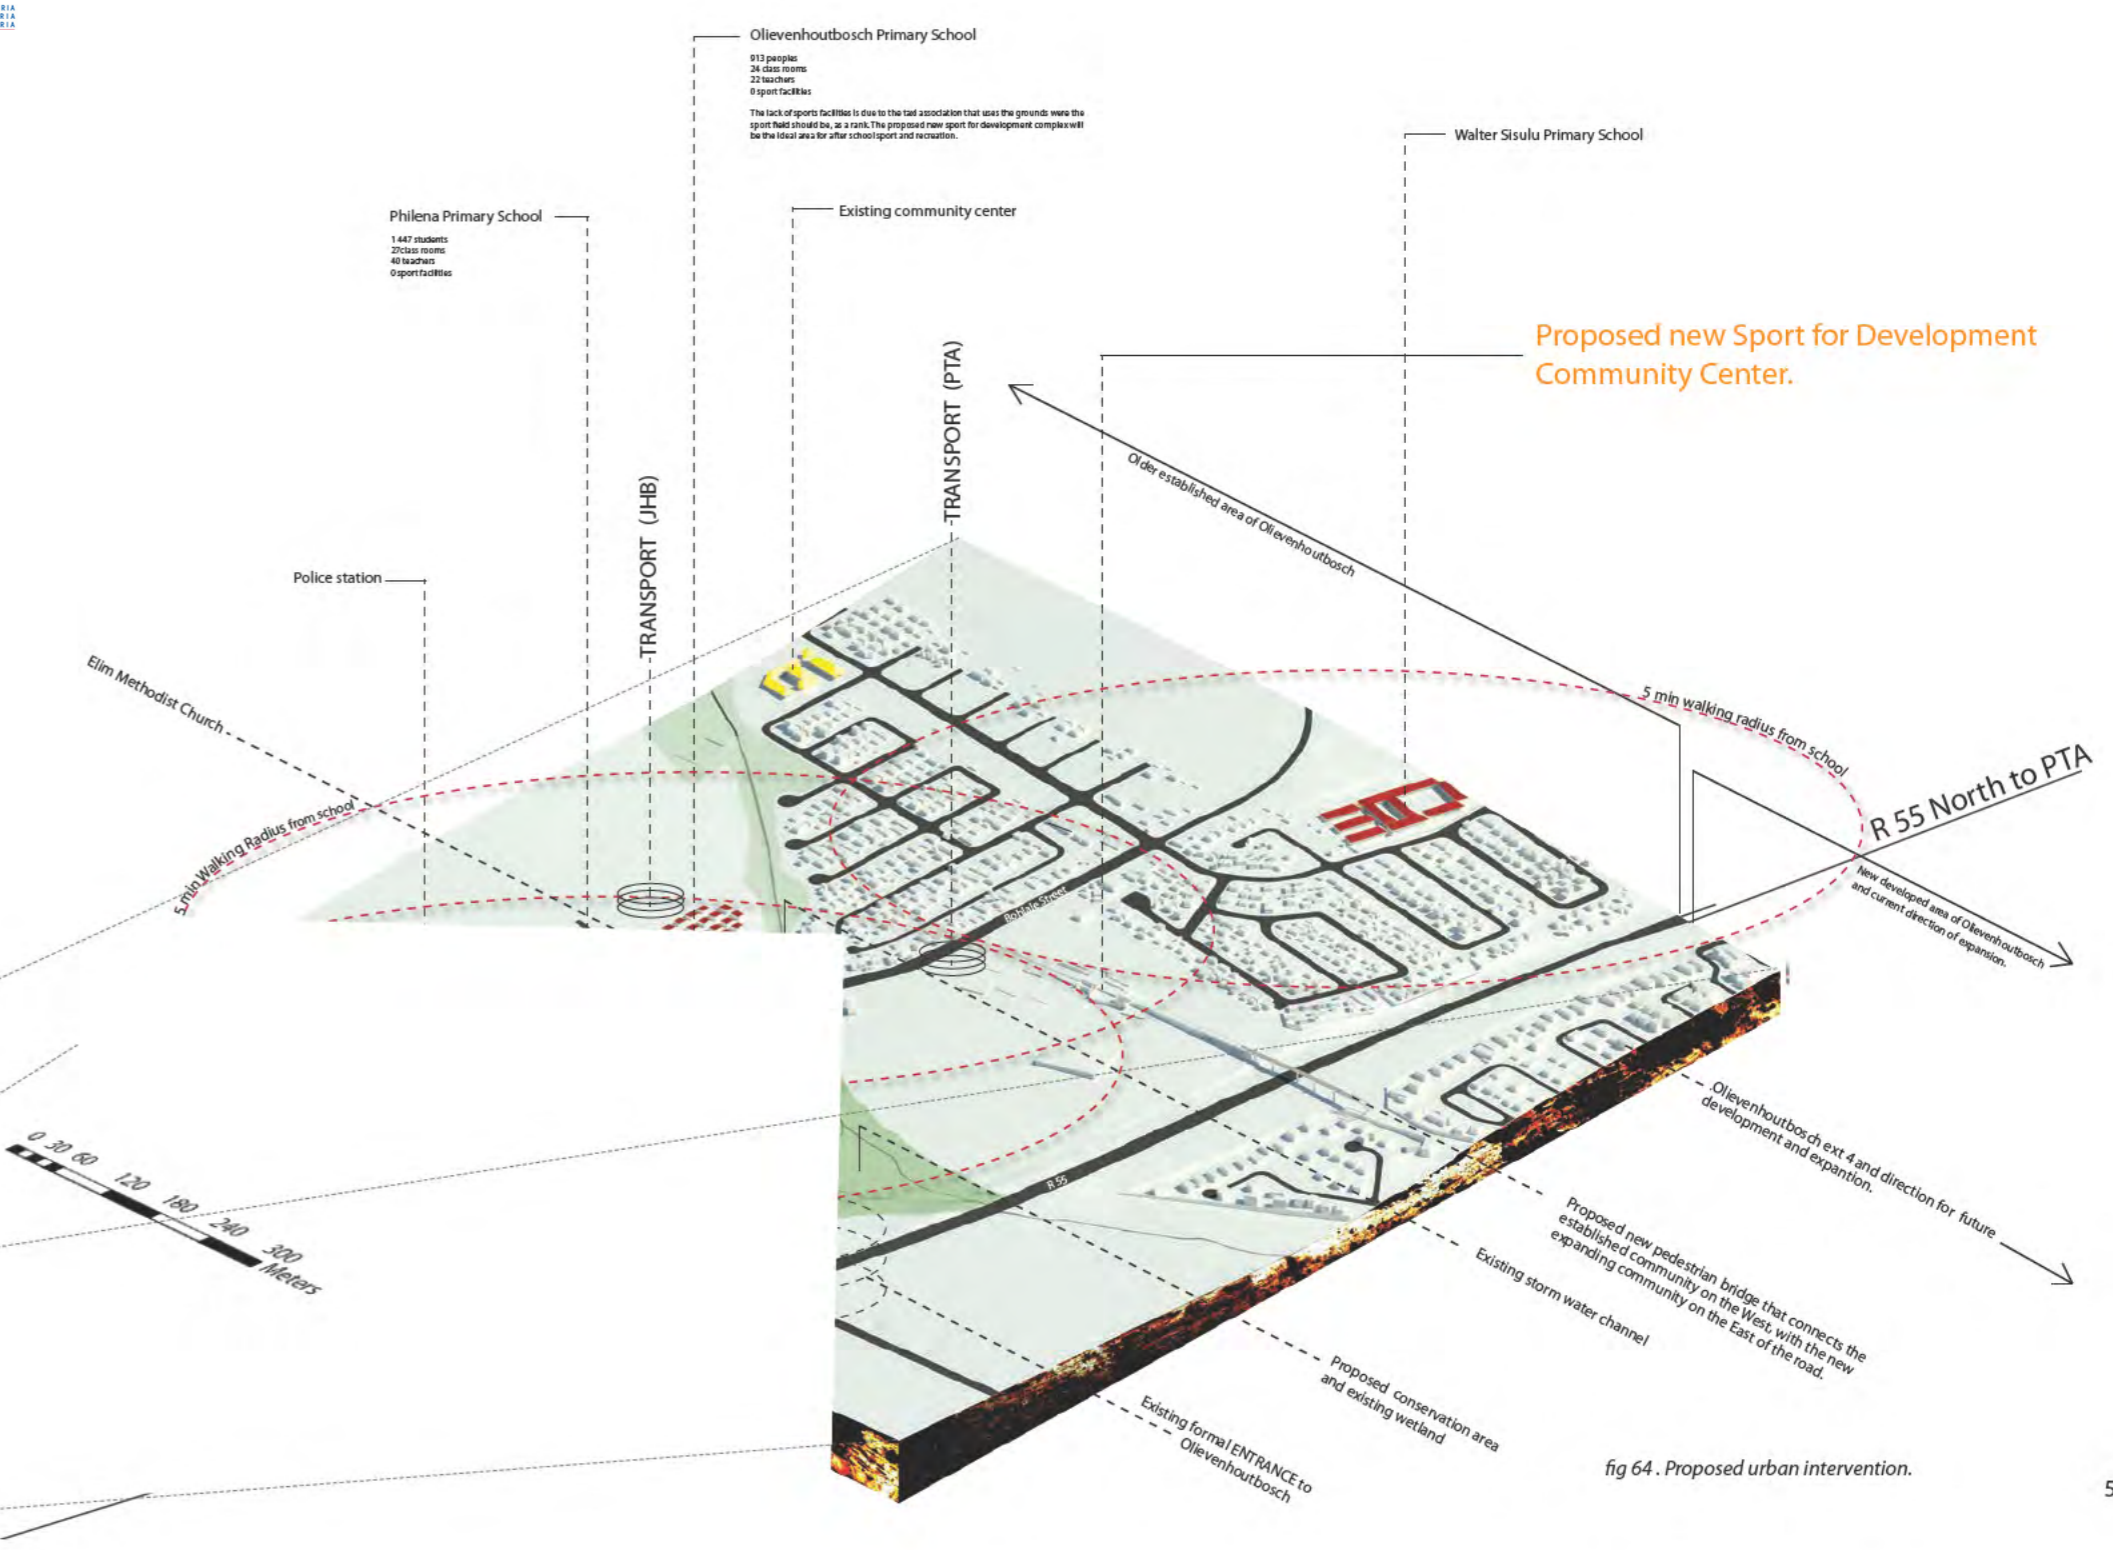 RIA
RIA
RIA
Olievenhoutbosch Primary School
913 peoples
24 class rooms
22 teachers
0 sport facilities
The lack of sports facilities is due to the taxi association that uses the grounds were the
sport field should be, as a rank. The proposed new sport for development complex will
be the ideal area for after school sport and recreation.
Walter Sisulu Primary School
Philena Primary School
1 447 students
27class rooms
40 teachers
0 sport facilities
Existing community center
Proposed new Sport for Development
Community Center.
TRANSPORT (PTA)
Older established area of Olievenhoutbosch
TRANSPORT (JHB)
Police station
Elim Methodist Church
5 min walking radius from school
R 55 North to PTA
5 min Walking Radius from school
New developed area of Olievenhoutbosch
and current direction of expansion.
R 55
.Olievenhoutbosch ext 4 and direction for future
development and expantion.
0 30 60 120 180 240 300
Meters
Proposed new pedestrian bridge that connects the
established community on the West, with the new
expanding community on the East of the road.
Existing storm water channel
Proposed conservation area
and existing wetland
Existing formal ENTRANCE to
Olievenhoutbosch
fig 64 . Proposed urban intervention.
5